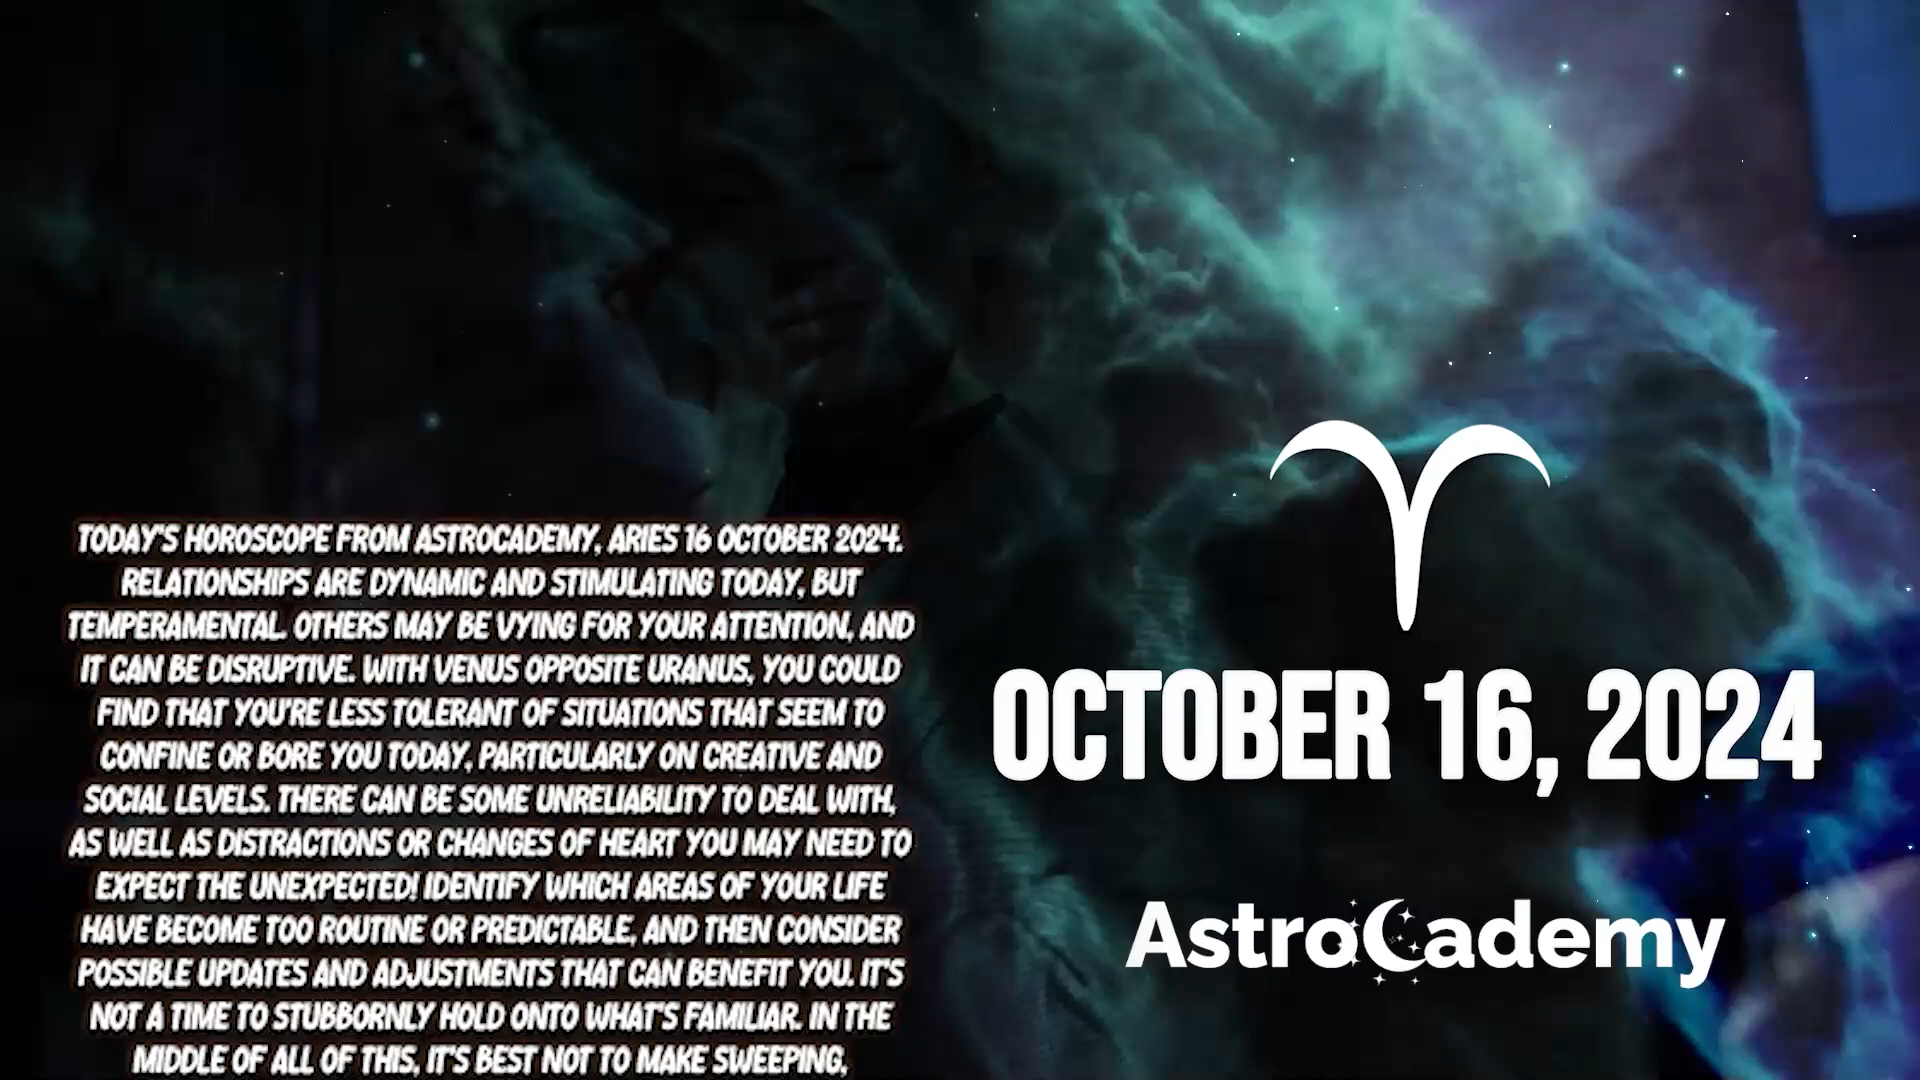 TODAY'S HOROSCOPE FROM ASTROCADEMY, ARIES 16 OCTOBER 2024.
RELATIONSHIPS ARE DYNAMIC AND STIMULATING TODAY, BUT
TEMPERAMENTAL. OTHERS MAY BE VYING FOR YOUR ATTENTION, AND
IT CAN BE DISRUPTIVE. WITH VENUS OPPOSITE URANUS, YOU COULD
FIND THAT YOU'RE LESS TOLERANT OF SITUATIONS THAT SEEM TO
CONFINE OR BORE YOU TODAY, PARTICULARLY ON CREATIVE AND
SOCIAL LEVELS. THERE CAN BE SOME UNRELIABILITY TO DEAL WITH,
AS WELL AS DISTRACTIONS OR CHANGES OF HEART YOU MAY NEED TO
EXPECT THE UNEXPECTED! IDENTIFY WHICH AREAS OF YOUR LIFE
HAVE BECOME TOO ROUTINE OR PREDICTABLE, AND THEN CONSIDER
POSSIBLE UPDATES AND ADJUSTMENTS THAT CAN BENEFIT YOU. IT'S
NOT A TIME TO STUBBORNLY HOLD ONTO WHAT'S FAMILIAR. IN THE
MIDDLE OF ALL OF THIS, IT'S BEST NOT TO MAKE SWEEPING,
OCTOBER 16, 2024
AstroCademy